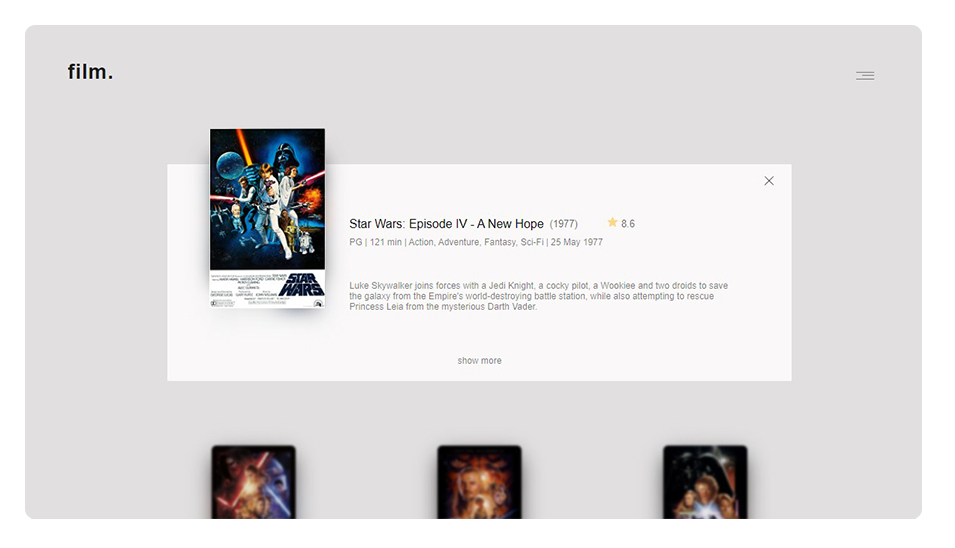 film.
Star Wars: Episode IV - A New Hope (1977) 8.6
PG | 121 min | Action, Adventure, Fantasy, Sci-Fi | 25 May 1977
Luke Skywalker joins forces with a Jedi Knight, a cocky pilot, a Wookiee and two droids to save
the galaxy from the Empire's world-destroying battle station, while also attempting to rescue
Princess Leia from the mysterious Darth Vader.
STAR
WARS
show more